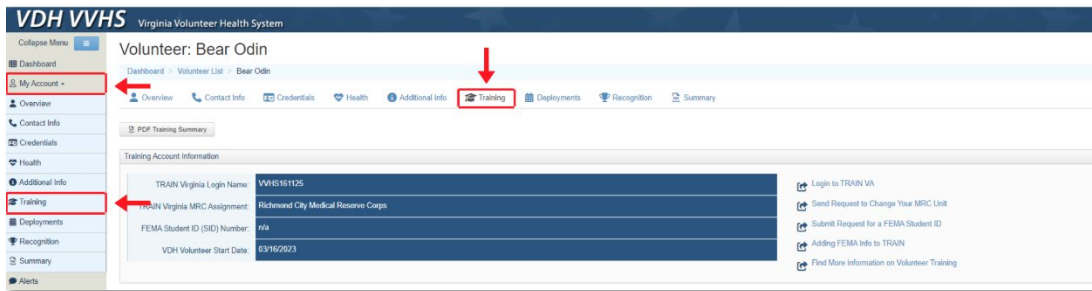 VDH VVHS Virginia Volunteer Health System
Collapse Menu
Dashboard
My Account
Overview
Contact Info
Credentials
Health
Additional Info
Training
Deployments
Recognition
Summary
Alerts
Volunteer: Bear Odin
Dashboard > Volunteer List > Bear Odin
Overview Contact Info Credentials Health Additional Info Training Deployments Recognition Summary
PDF Training Summary
Training Account Information
TRAIN Virginia Login Name: VVHS161125
TRAIN Virginia MRC Assignment: Richmond City Medical Reserve Corps
FEMA Student ID (SID) Number: n/a
VDH Volunteer Start Date: 03/16/2023
Login to TRAIN VA
Send Request to Change Your MRC Unit
Submit Request for a FEMA Student ID
Adding FEMA Info to TRAIN
Find More Information on Volunteer Training